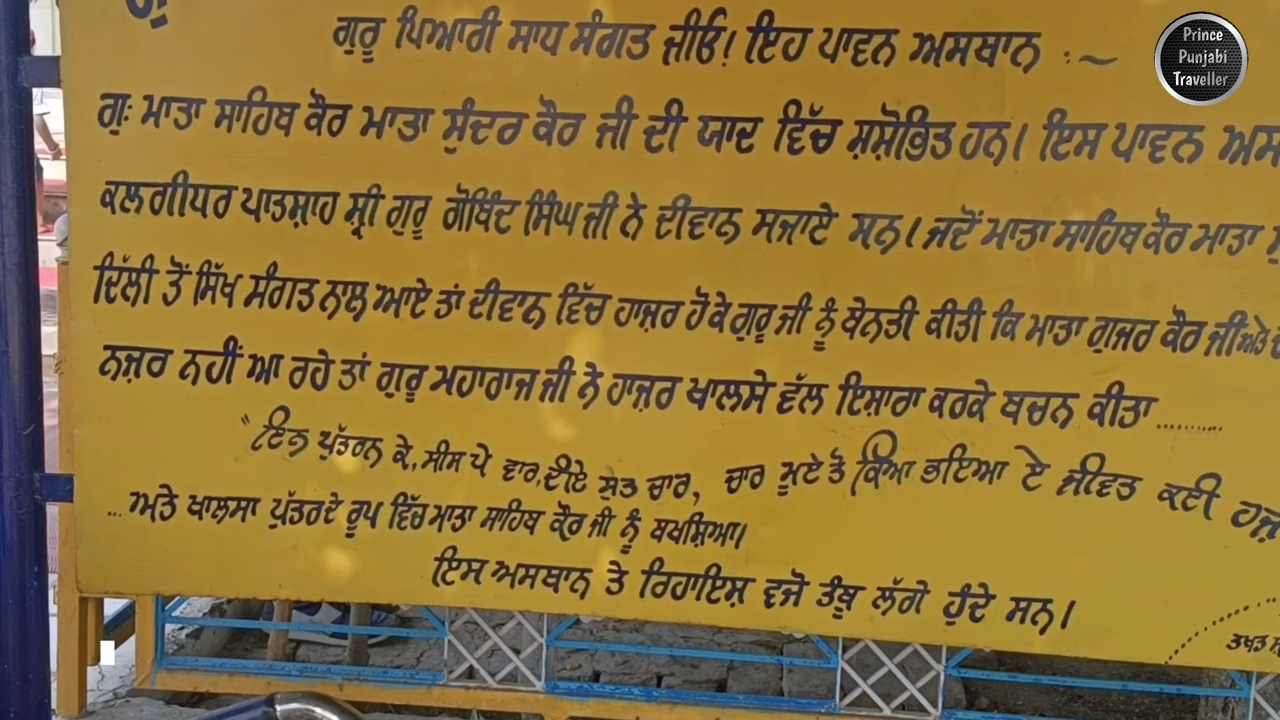 ਗੁਰੂ ਪਿਆਰੀ ਸਾਧ ਸੰਗਤ ਜੀਓ! ਇਹ ਪਾਵਨ ਅਸਥਾਨ :~
ਗੁ: ਮਾਤਾ ਸਾਹਿਬ ਕੌਰ ਮਾਤਾ ਸੁੰਦਰ ਕੌਰ ਜੀ ਦੀ ਯਾਦ ਵਿੱਚ ਸ਼ੁਸ਼ੋਭਿਤ ਹਨ। ਇਸ ਪਾਵਨ
ਕਲਗੀਧਰ ਪਾਤਸ਼ਾਹ ਸ੍ਰੀ ਗੁਰੂ ਗੋਬਿੰਦ ਸਿੰਘ ਜੀ ਨੇ ਦੀਵਾਨ ਸਜਾਏ ਸਨ। ਜਦੋਂ ਮਾਤਾ ਸਾਹਿਬ ਕੌਰ ਮਾਤਾ
ਦਿੱਲੀ ਤੋਂ ਸਿੱਖ ਸੰਗਤ ਨਾਲ ਆਏ ਤਾਂ ਦੀਵਾਨ ਵਿੱਚ ਹਾਜ਼ਰ ਹੋਕੇ ਗੁਰੂ ਜੀ ਨੂੰ ਬੇਨਤੀ ਕੀਤੀ ਕਿ ਮਾਤਾ ਗੁਜਰ ਕੌਰ ਜੀ ਅਤੇ
ਨਜ਼ਰ ਨਹੀਂ ਆ ਰਹੇ ਤਾਂ ਗੁਰੂ ਮਹਾਰਾਜ ਜੀ ਨੇ ਹਾਜ਼ਰ ਖਾਲਸੇ ਵੱਲ ਇਸ਼ਾਰਾ ਕਰਕੇ ਬਚਨ ਕੀਤਾ ..........
"ਇਨ ਪੁੱਤਰਨ ਕੇ, ਸੀਸ ਪੇ ਵਾਰ, ਦੀਏ ਸੁਤ ਚਾਰ, ਚਾਰ ਮੂਏ ਤੋ ਕਿਆ ਭਇਆ ਏ ਜੀਵਤ ਕਈ
... ਅਤੇ ਖਾਲਸਾ ਪੁੱਤਰਦੇ ਰੂਪ ਵਿੱਚ ਮਾਤਾ ਸਾਹਿਬ ਕੌਰ ਜੀ ਨੂੰ ਬਖਸ਼ਿਆ।
ਇਸ ਅਸਥਾਨ ਤੇ ਰਿਹਾਇਸ਼ ਵਜੋ ਤੰਬੂ ਲੱਗੇ ਹੁੰਦੇ ਸਨ।
ਤਖਤ
Prince
Punjabi
Traveller